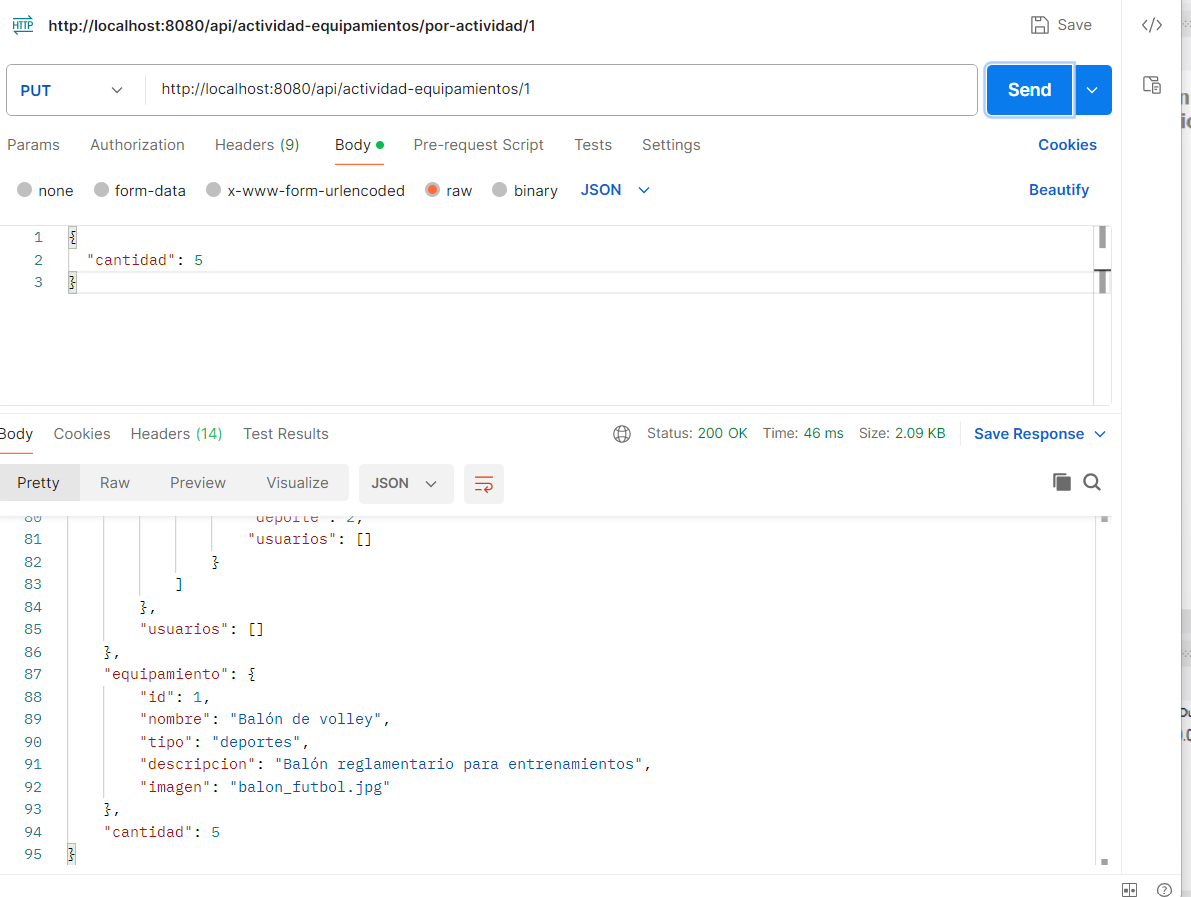 HTTP http://localhost:8080/api/actividad-equipamientos/por-actividad/1 Save
PUT http://localhost:8080/api/actividad-equipamientos/1 Send
Params Authorization Headers (9) Body Pre-request Script Tests Settings Cookies
none form-data x-www-form-urlencoded raw binary JSON Beautify
1 {
2 "cantidad": 5
3 }
Body Cookies Headers (14) Test Results Status: 200 OK Time: 46 ms Size: 2.09 KB Save Response
Pretty Raw Preview Visualize JSON
80 "deporte": 2,
81 "usuarios": []
82 }
83 ]
84 },
85 "usuarios": []
86 },
87 "equipamiento": {
88 "id": 1,
89 "nombre": "Balón de volley",
90 "tipo": "deportes",
91 "descripcion": "Balón reglamentario para entrenamientos",
92 "imagen": "balon_futbol.jpg"
93 },
94 "cantidad": 5
95 }